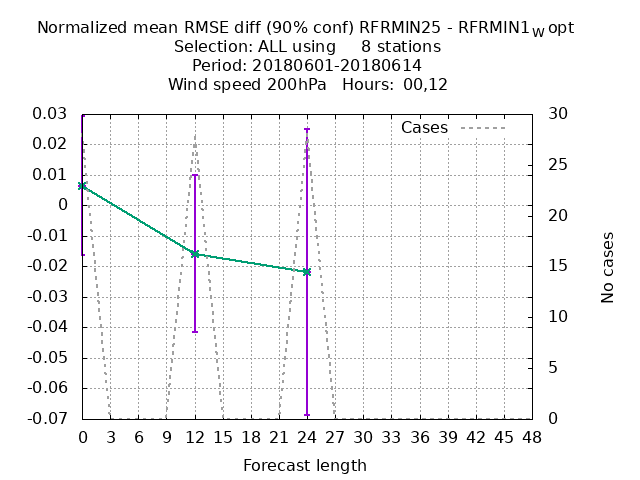 Normalized mean RMSE diff (90% conf) RFRMIN25 - RFRMIN1w opt
Selection: ALL using 8 stations
Period: 20180601-20180614
Wind speed 200hPa Hours: 00,12
Cases
0.03
0.02
0.01
0
-0.01
-0.02
-0.03
-0.04
-0.05
-0.06
-0.07
30
25
20
15
10
5
0
No cases
0 3 6 9 12 15 18 21 24 27 30 33 36 39 42 45 48
Forecast length